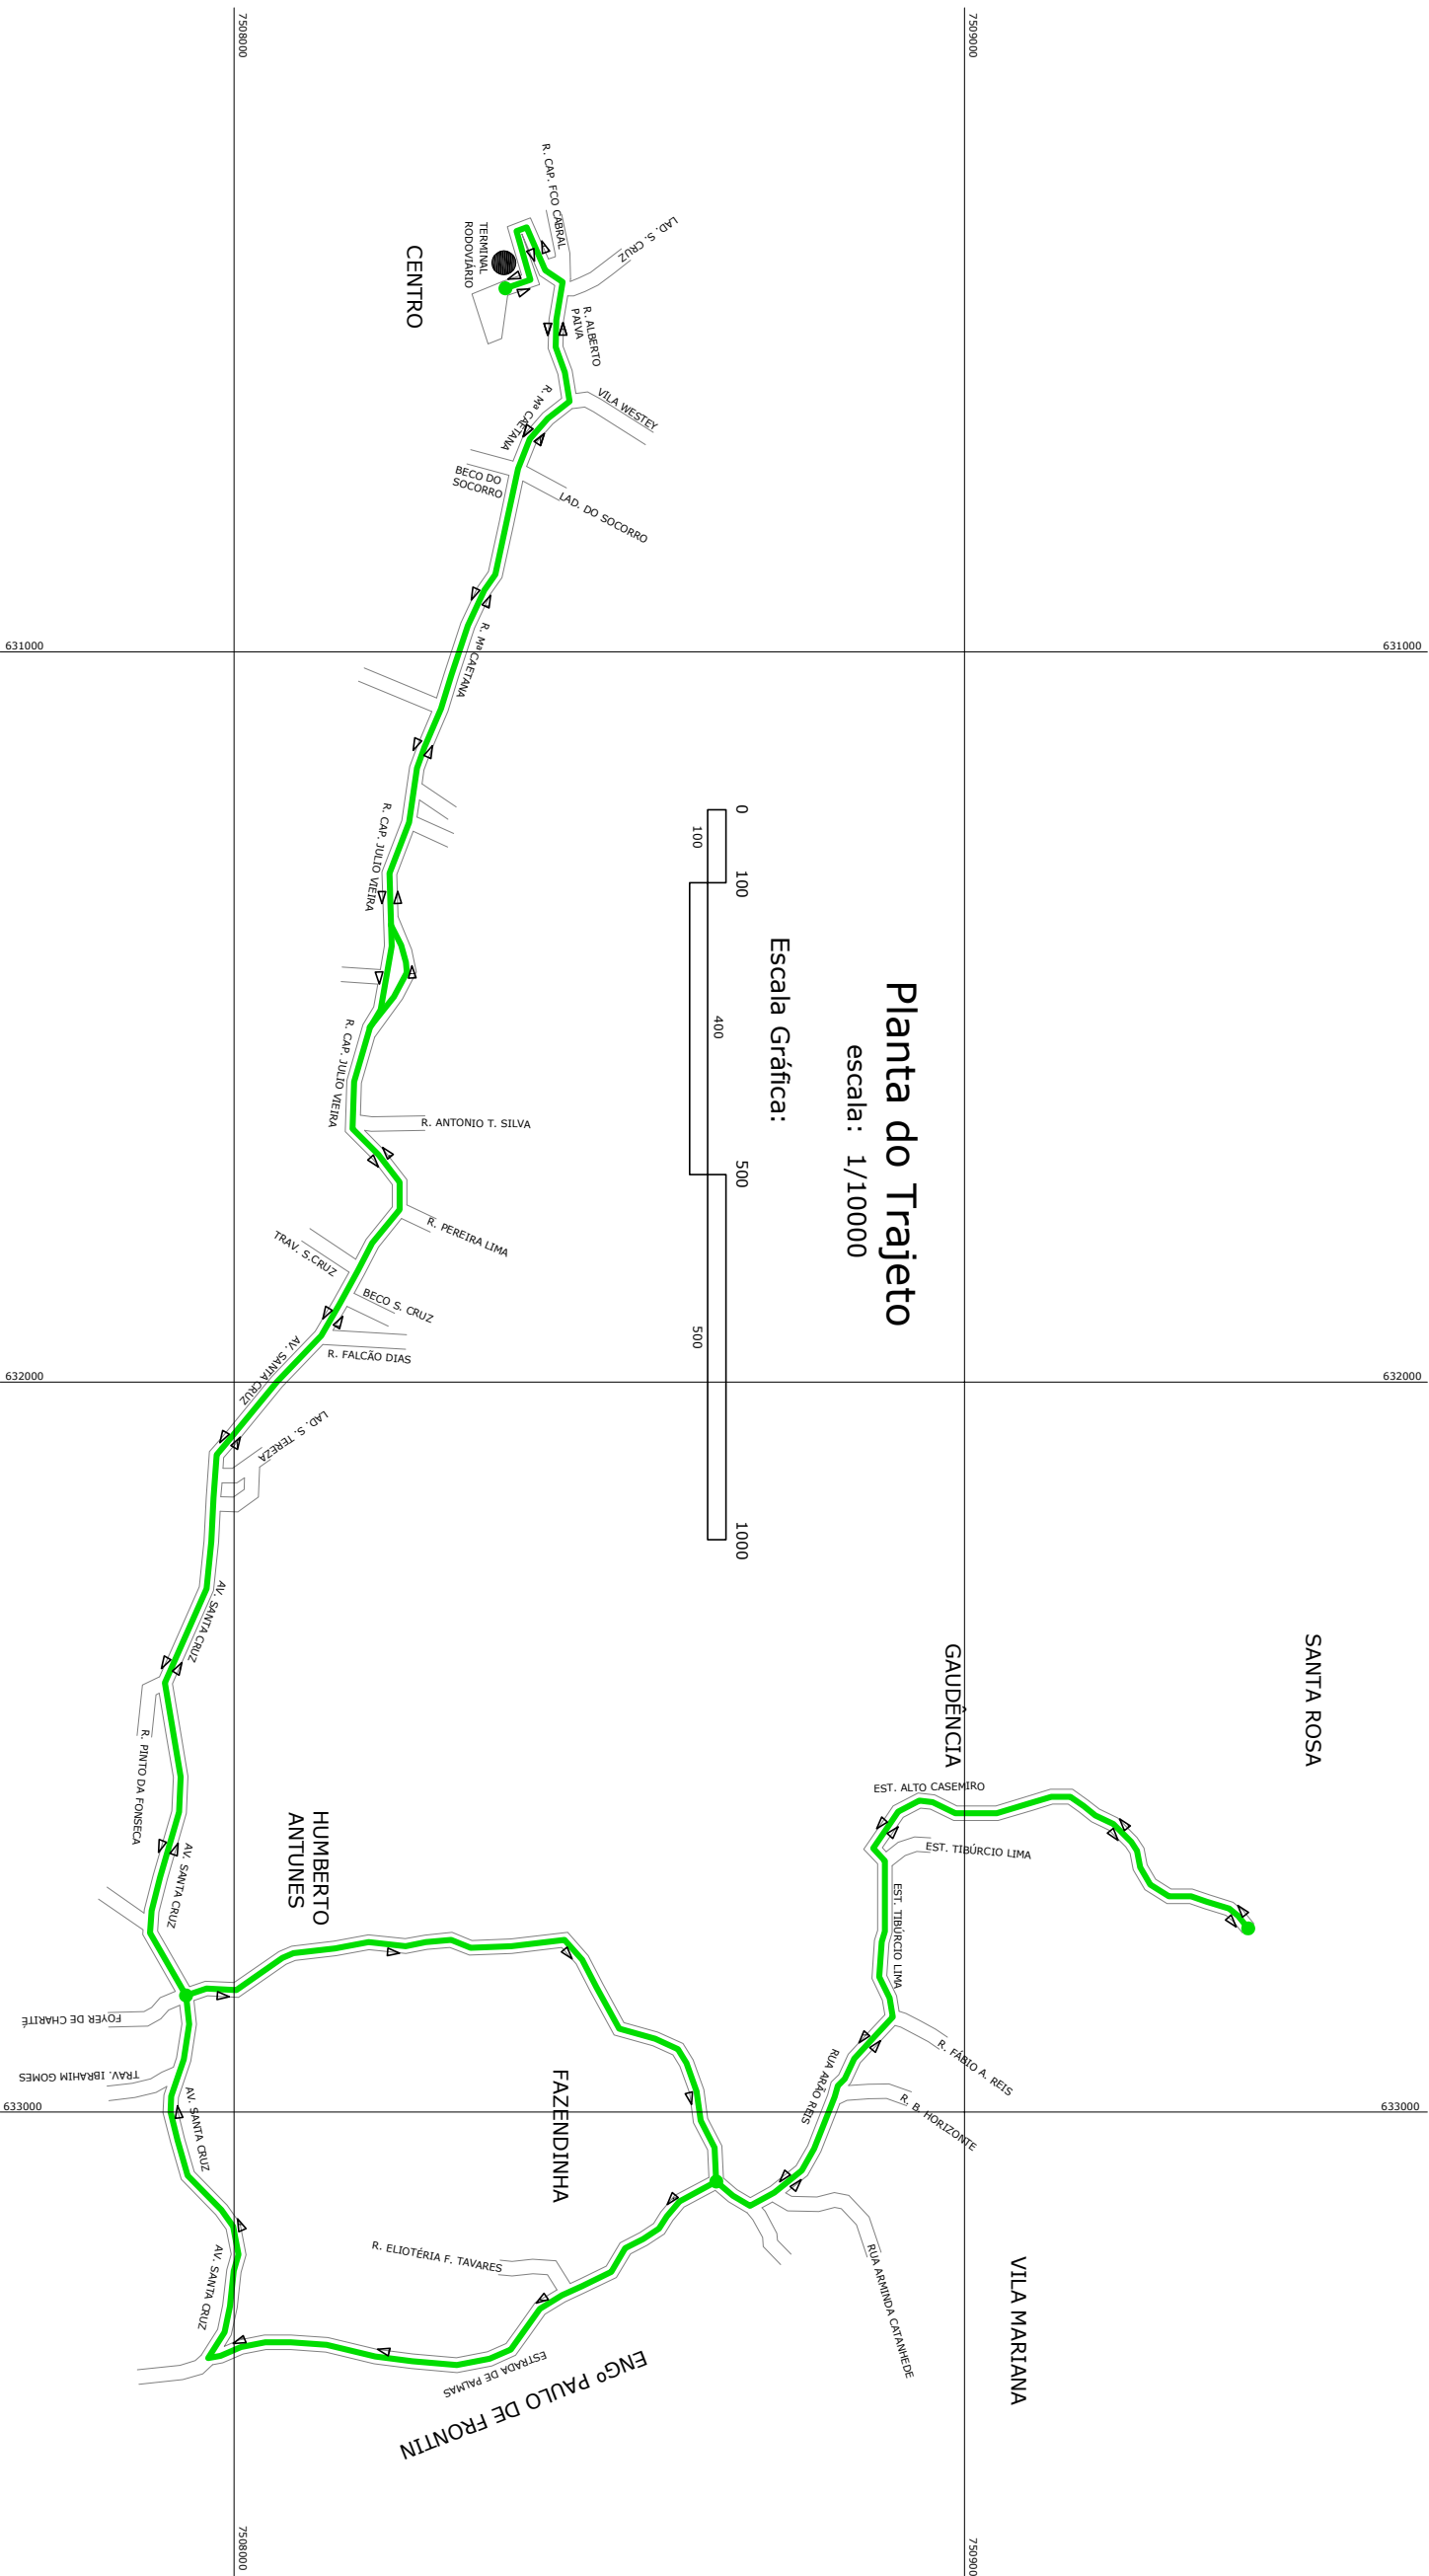 Planta do Trajeto
escala: 1/10000
Escala Gráfica:
0
100
500
1000
100
400
500
7508000
7509000
631000
631000
632000
632000
633000
633000
7508000
750900
CENTRO
TERMINAL
RODOVIÁRIO
R. CAP. FCO CABRAL
LAD. S. CRUZ
R. ALBERTO
PAIVA
VILA WESTEY
R. Mª CAETANA
BECO DO
SOCORRO
LAD. DO SOCORRO
R. Mª CAETANA
R. CAP. JULIO VIEIRA
R. CAP. JULIO VIEIRA
R. ANTONIO T. SILVA
R. PEREIRA LIMA
TRAV. S.CRUZ
BECO S. CRUZ
R. FALCÃO DIAS
AV. SANTA CRUZ
LAD. S. TEREZA
AV. SANTA CRUZ
R. PINTO DA FONSECA
AV. SANTA CRUZ
HUMBERTO
ANTUNES
FOYER DE CHARITÉ
TRAV. IBRAHIM GOMES
AV. SANTA CRUZ
AV. SANTA CRUZ
FAZENDINHA
R. ELIOTÉRIA F. TAVARES
ESTRADA DE PALMAS
ENGº PAULO DE FRONTIN
VILA MARIANA
RUA ARMINDA CATANHEDE
R. B. HORIZONTE
R. FÁBIO A. REIS
RUA ARÃO REIS
EST. TIBÚRCIO LIMA
EST. TIBÚRCIO LIMA
EST. ALTO CASEMIRO
GAUDÊNCIA
SANTA ROSA